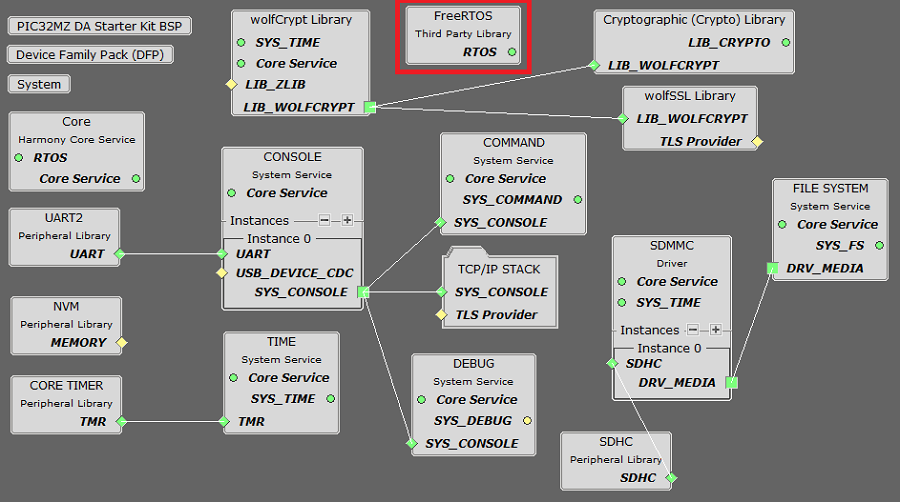 PIC32MZ DA Starter Kit BSP
Device Family Pack (DFP)
System
wolfCrypt Library
SYS_TIME
Core Service
LIB_ZLIB
LIB_WOLFCRYPT
FreeRTOS
Third Party Library
RTOS
Cryptographic (Crypto) Library
LIB_CRYPTO
LIB_WOLFCRYPT
wolfSSL Library
LIB_WOLFCRYPT
TLS Provider
Core
Harmony Core Service
RTOS
Core Service
CONSOLE
System Service
Core Service
Instances
Instance 0
UART
USB_DEVICE_CDC
SYS_CONSOLE
COMMAND
System Service
Core Service
SYS_COMMAND
SYS_CONSOLE
FILE SYSTEM
System Service
Core Service
SYS_FS
DRV_MEDIA
UART2
Peripheral Library
UART
TCP/IP STACK
SYS_CONSOLE
TLS Provider
SDMMC
Driver
Core Service
SYS_TIME
Instances
Instance 0
SDHC
DRV_MEDIA
NVM
Peripheral Library
MEMORY
TIME
System Service
Core Service
SYS_TIME
TMR
DEBUG
System Service
Core Service
SYS_DEBUG
SYS_CONSOLE
CORE TIMER
Peripheral Library
TMR
SDHC
Peripheral Library
SDHC